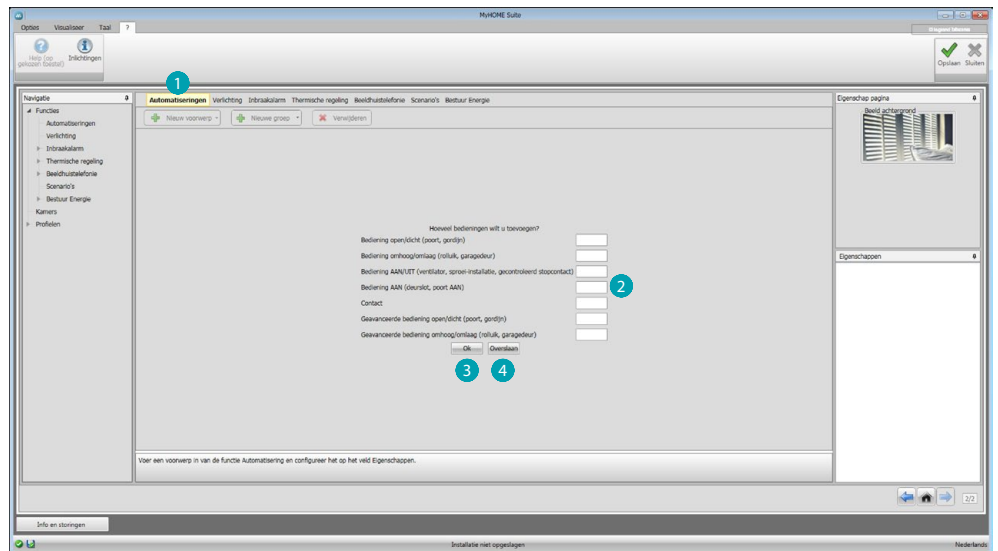 MyHOME Suite
Opties Visualiseer Taal ?
Help (op gekozen toestel)
Inlichtingen
Opslaan Sluiten
1
Navigatie
Functies
Automatiseringen
Verlichting
Inbraakalarm
Thermische regeling
Beeldhuistelefonie
Scenario's
Bestuur Energie
Kamers
Profielen
Automatiseringen Verlichting Inbraakalarm Thermische regeling Beeldhuistelefonie Scenario's Bestuur Energie
Nieuw voorwerp Nieuwe groep Verwijderen
Hoeveel bedieningen wilt u toevoegen?
Bediening open/dicht (poort, gordijn)
Bediening omhoog/omlaag (rolluik, garagedeur)
Bediening AAN/UIT (ventilator, sproei-installatie, gecontroleerd stopcontact)
Bediening AAN (deurslot, poort AAN)
2
Contact
Geavanceerde bediening open/dicht (poort, gordijn)
Geavanceerde bediening omhoog/omlaag (rolluik, garagedeur)
Ok Overslaan
3 4
Voer een voorwerp in van de functie Automatisering en configureer het op het veld Eigenschappen.
Eigenschap pagina
Beeld achtergrond
Eigenschappen
2/2
Info en storingen
Installatie niet opgeslagen
Nederlands